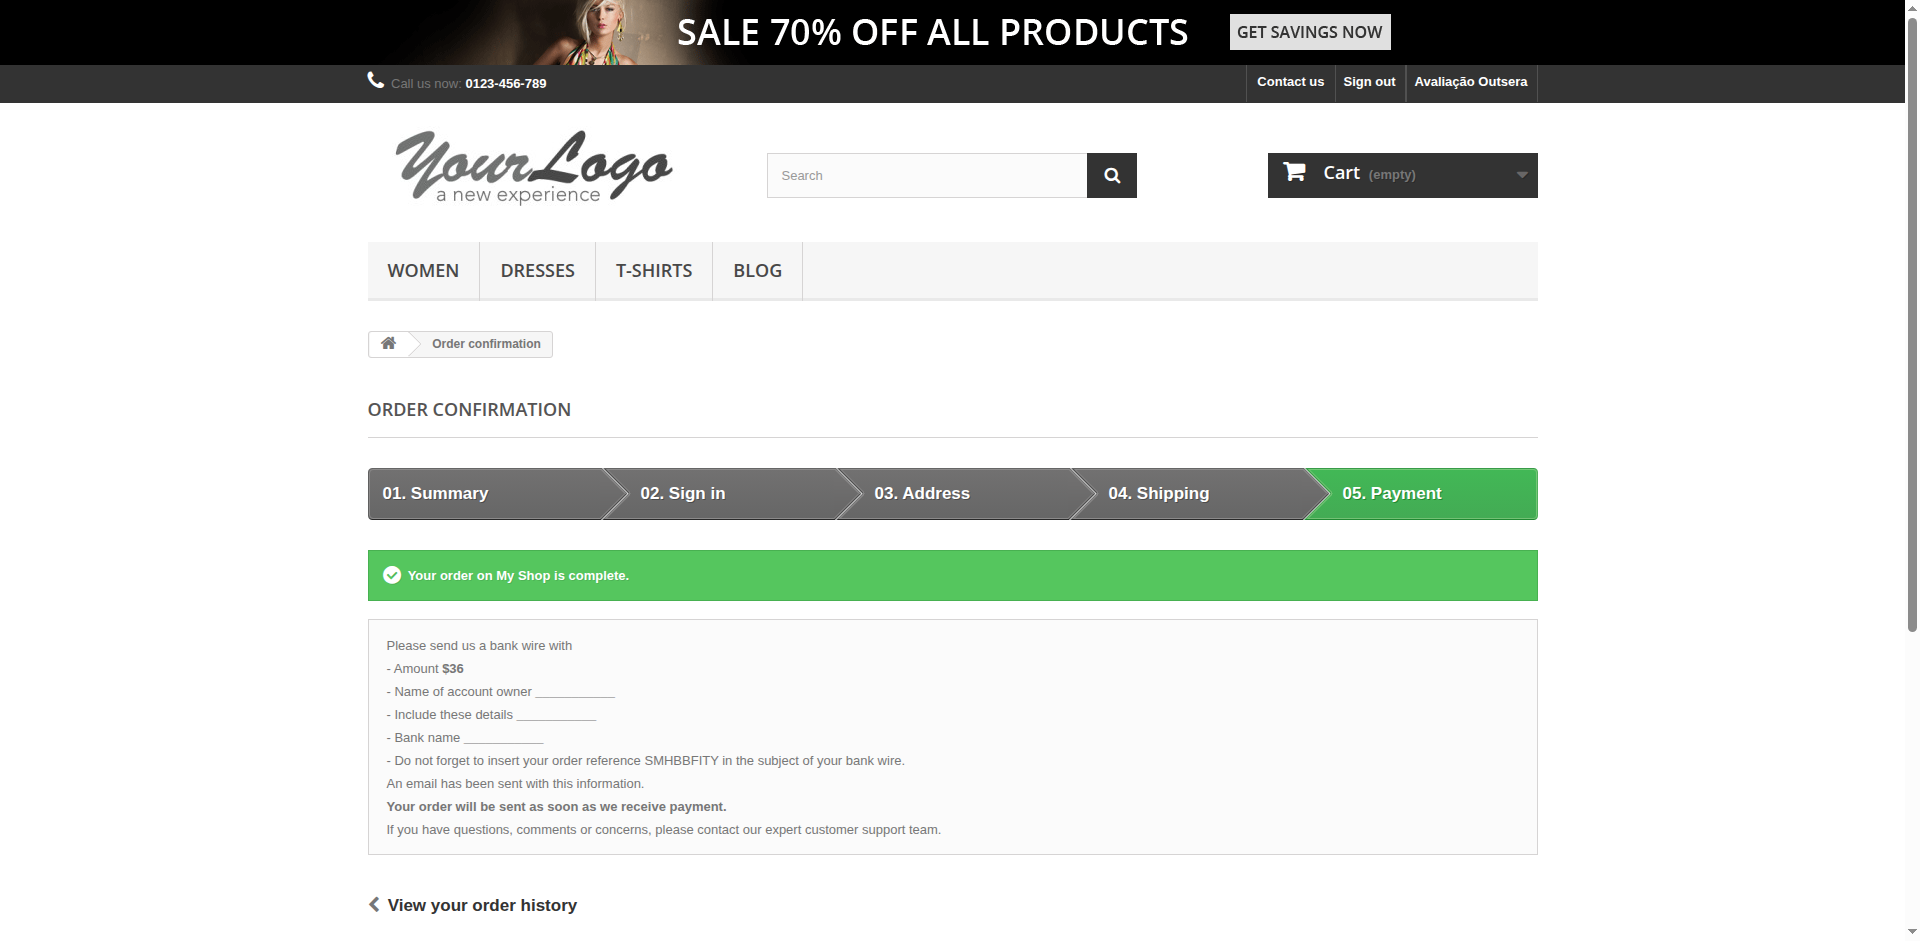 SALE 70% OFF ALL PRODUCTS GET SAVINGS NOW
Call us now: 0123-456-789 Contact us Sign out Avaliação Outsera
YourLogo
a new experience
Search
Cart (empty)
WOMEN DRESSES T-SHIRTS BLOG
Order confirmation
ORDER CONFIRMATION
01. Summary 02. Sign in 03. Address 04. Shipping 05. Payment
Your order on My Shop is complete.
Please send us a bank wire with
- Amount $36
- Name of account owner ___________
- Include these details ___________
- Bank name ___________
- Do not forget to insert your order reference SMHBBFITY in the subject of your bank wire.
An email has been sent with this information.
Your order will be sent as soon as we receive payment.
If you have questions, comments or concerns, please contact our expert customer support team.
View your order history